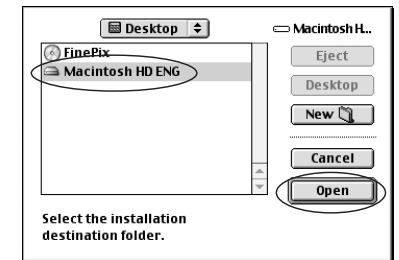 Desktop
Macintosh H...
FinePix
Macintosh HD ENG
Eject
Desktop
New
Cancel
Open
Select the installation
destination folder.